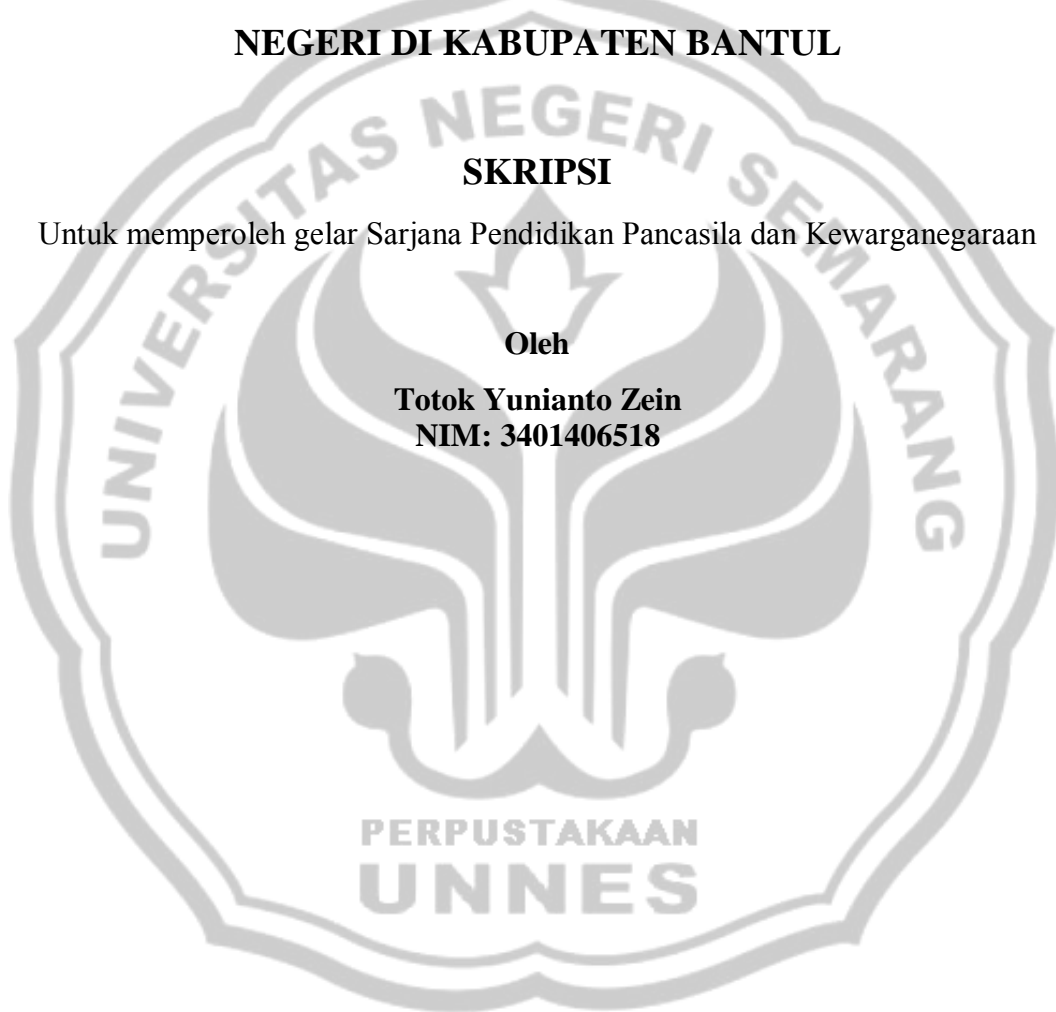 NEGERI DI KABUPATEN BANTUL
UNIVERSITAS NEGERI SEMARANG
SKRIPSI
Untuk memperoleh gelar Sarjana Pendidikan Pancasila dan Kewarganegaraan
Oleh
Totok Yunianto Zein
NIM: 3401406518
PERPUSTAKAAN
UNNES